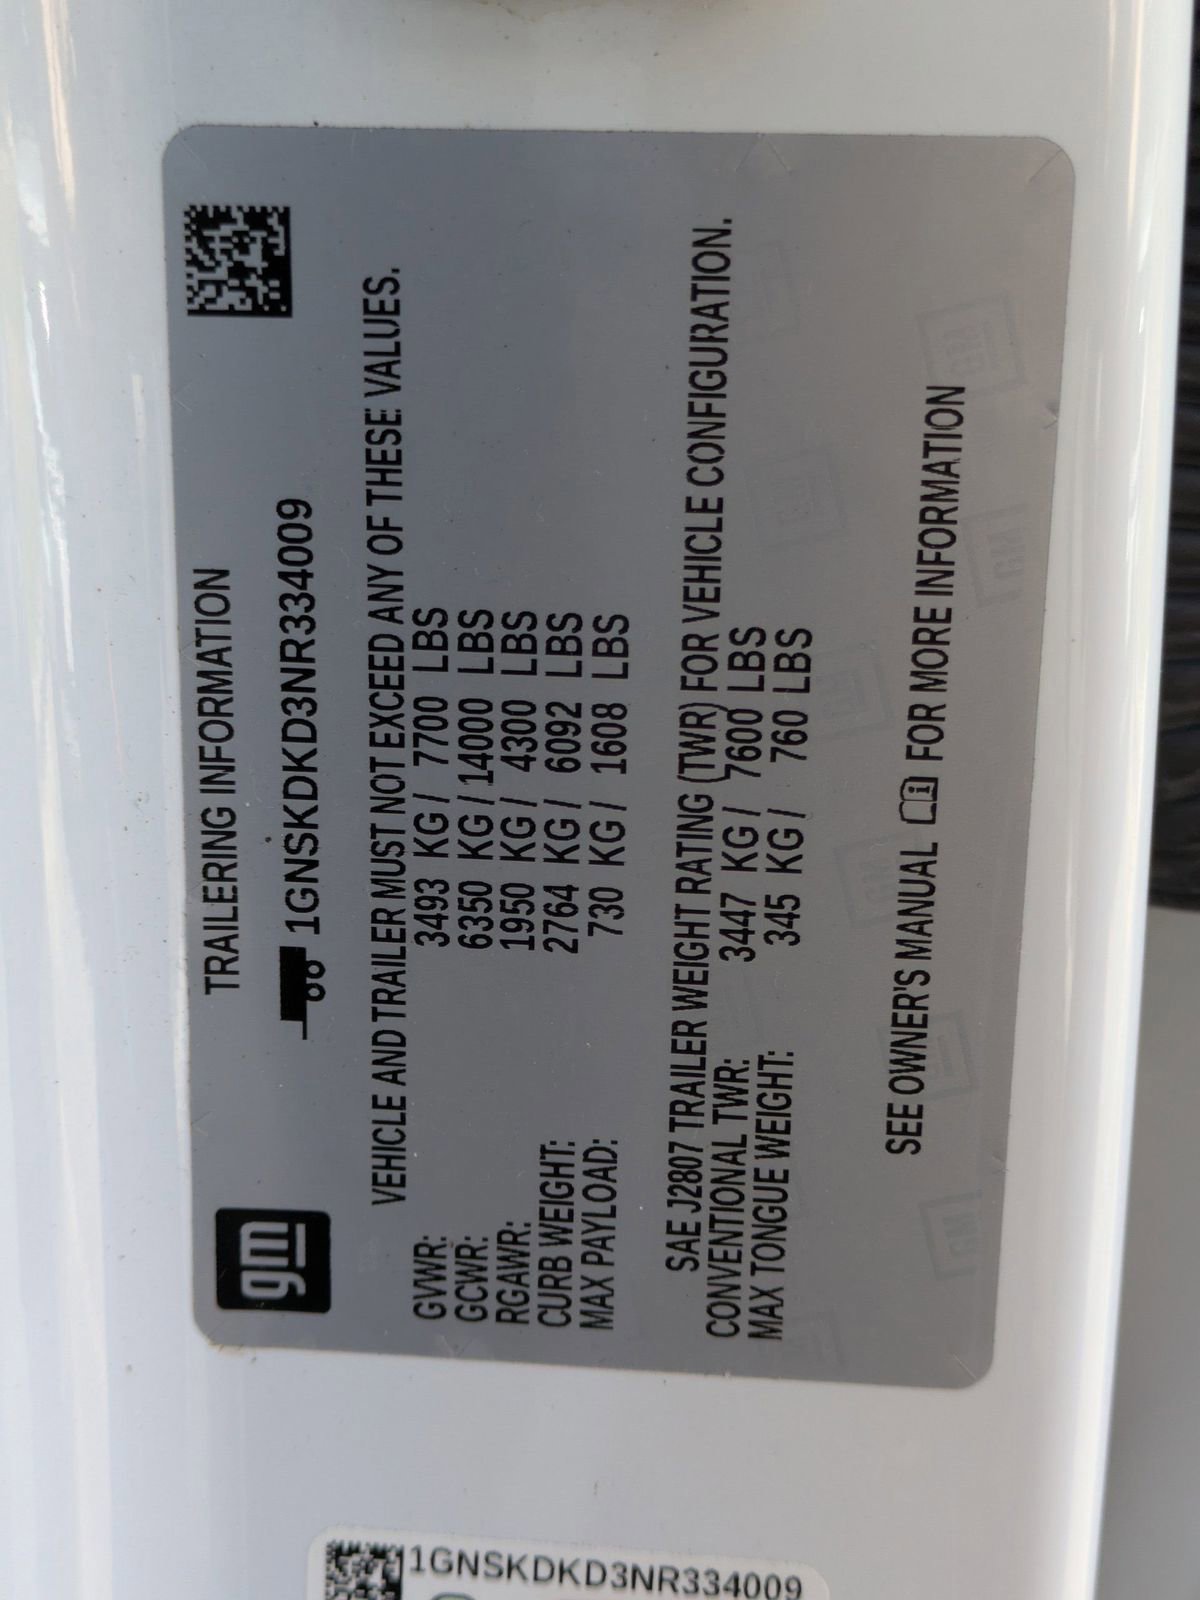 gm
TRAILERING INFORMATION
1GNSKDKD3NR334009
VEHICLE AND TRAILER MUST NOT EXCEED ANY OF THESE VALUES.
GVWR: 3493 KG / 7700 LBS
GCWR: 6350 KG / 14000 LBS
RGAWR: 1950 KG / 4300 LBS
CURB WEIGHT: 2764 KG / 6092 LBS
MAX PAYLOAD: 730 KG / 1608 LBS
SAE J2807 TRAILER WEIGHT RATING (TWR) FOR VEHICLE CONFIGURATION.
CONVENTIONAL TWR: 3447 KG / 7600 LBS
MAX TONGUE WEIGHT: 345 KG / 760 LBS
SEE OWNER'S MANUAL FOR MORE INFORMATION
1GNSKDKD3NR334009